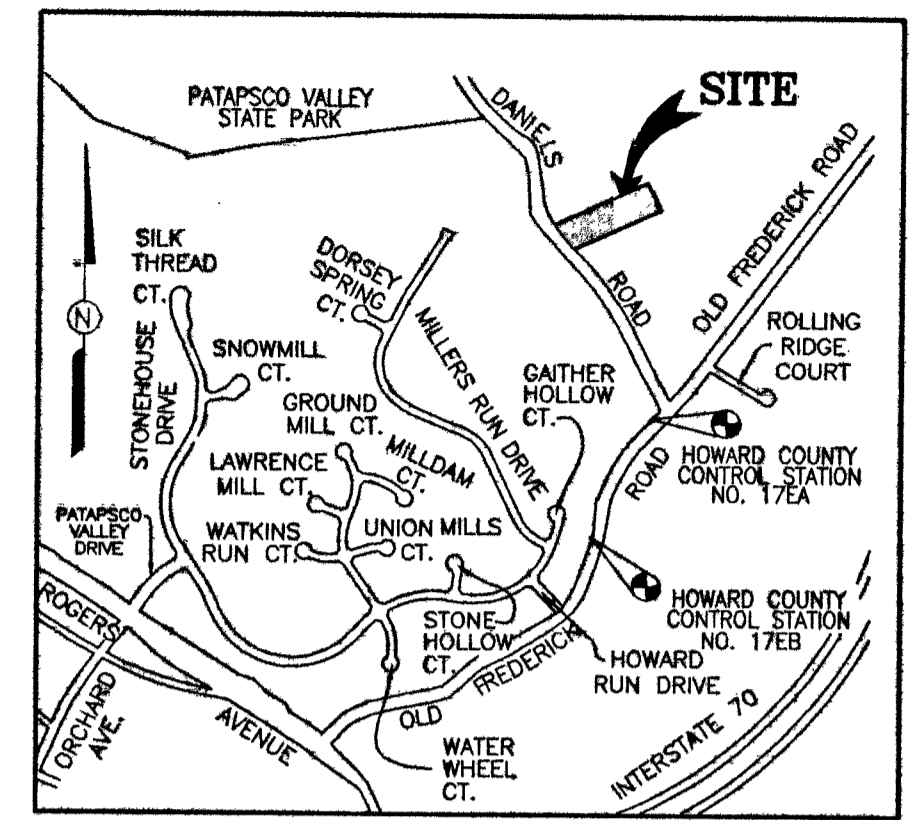 PATAPSCO VALLEY
STATE PARK
DANIELS
ROAD
SITE
OLD FREDERICK ROAD
SILK
THREAD
CT.
DORSEY
SPRING
CT.
N
STONEHOUSE
DRIVE
SNOWMILL
CT.
MILLERS RUN DRIVE
GAITHER
HOLLOW
CT.
ROLLING
RIDGE
COURT
GROUND
MILL CT.
MILLDAM
CT.
LAWRENCE
MILL CT.
ROAD
HOWARD COUNTY
CONTROL STATION
NO. 17EA
PATAPSCO
VALLEY
DRIVE
WATKINS
RUN CT.
UNION MILLS
CT.
ROGERS
AVENUE
STONE
HOLLOW
CT.
OLD
FREDERICK
HOWARD COUNTY
CONTROL STATION
NO. 17EB
HOWARD
RUN DRIVE
ORCHARD
AVE.
WATER
WHEEL
CT.
INTERSTATE 70